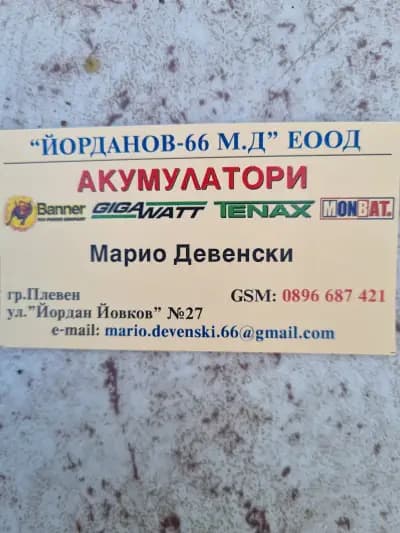 “ЙОРДАНОВ-66 М.Д” ЕООД
АКУМУЛАТОРИ
Banner GIGAWATT TENAX MONBAT.
Марио Девенски
гр.Плевен GSM: 0896 687 421
ул.”Йордан Йовков” №27
e-mail: mario.devenski.66@gmail.com